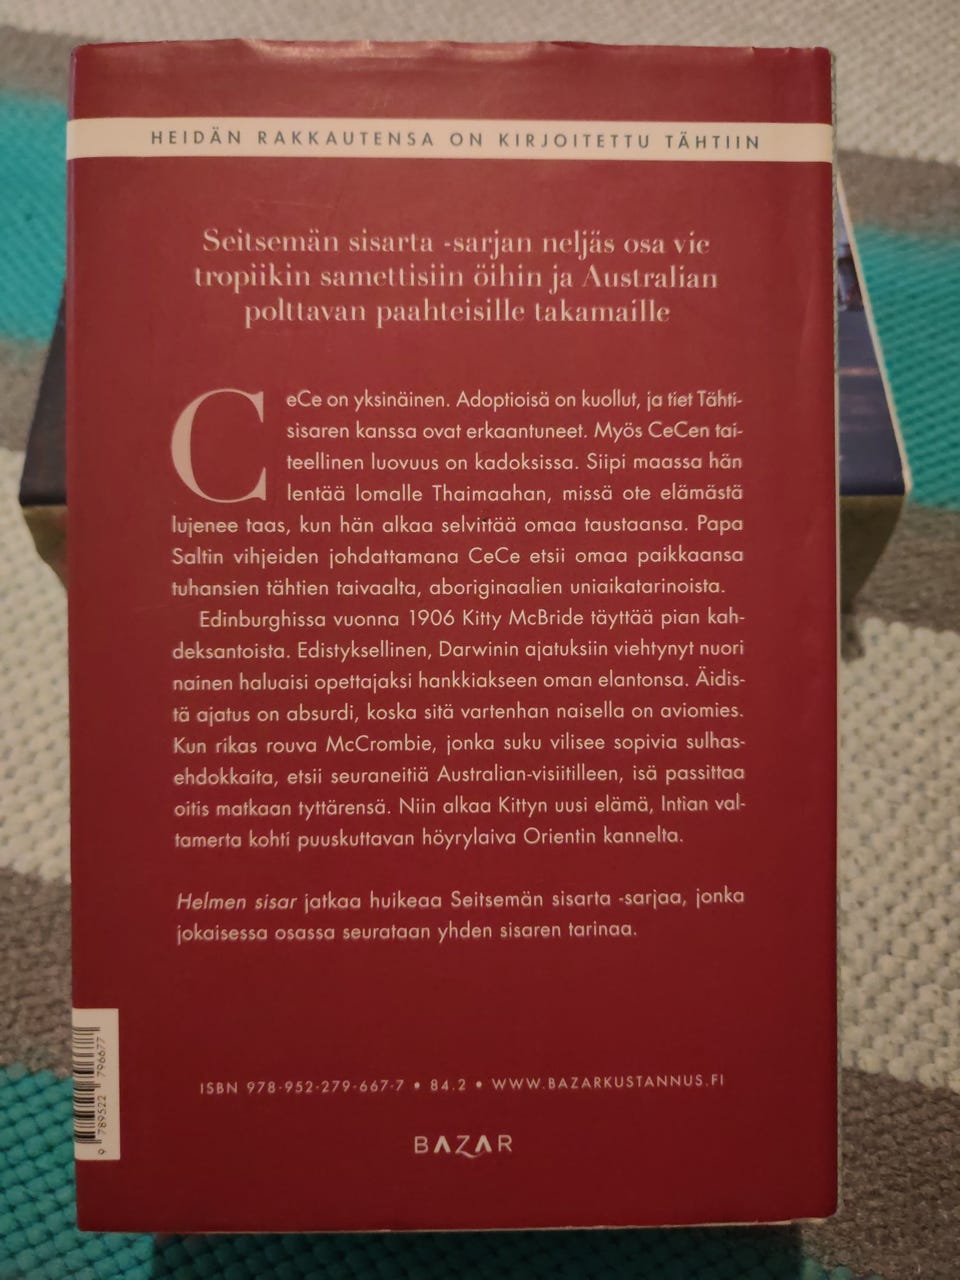 HEIDÄN RAKKAUTENSA ON KIRJOITETTU TÄHTIIN
Seitsemän sisarta -sarjan neljäs osa vie
tropiikin samettisiin öihin ja Australian
polttavan paahteisille takamaille
CeCe on yksinäinen. Adoptioisä on kuollut, ja tiet Tähti-
sisaren kanssa ovat erkaantuneet. Myös CeCen tai-
teellinen luovuus on kadoksissa. Siipi maassa hän
lentää lomalle Thaimaahan, missä ote elämästä
lujenee taas, kun hän alkaa selvittää omaa taustaansa. Papa
Saltin vihjeiden johdattamana CeCe etsii omaa paikkaansa
tuhansien tähtien taivaalta, aboriginaalien uniaikatarinoista.
Edinburghissa vuonna 1906 Kitty McBride täyttää pian kah-
deksantoista. Edistyksellinen, Darwinin ajatuksiin viehtynyt nuori
nainen haluaisi opettajaksi hankkiakseen oman elantonsa. Äidis-
tä ajatus on absurdi, koska sitä vartenhan naisella on aviomies.
Kun rikas rouva McCrombie, jonka suku vilisee sopivia sulhas-
ehdokkaita, etsii seuraneitiä Australian-visiitilleen, isä passittaa
oitis matkaan tyttärensä. Niin alkaa Kittyn uusi elämä, Intian val-
tamerta kohti puuskuttavan höyrylaiva Orientin kannelta.
Helmen sisar jatkaa huikeaa Seitsemän sisarta -sarjaa, jonka
jokaisessa osassa seurataan yhden sisaren tarinaa.
ISBN 978-952-279-667-7 • 84.2 • WWW.BAZARKUSTANNUS.FI
BAZAR
9 789522 796677